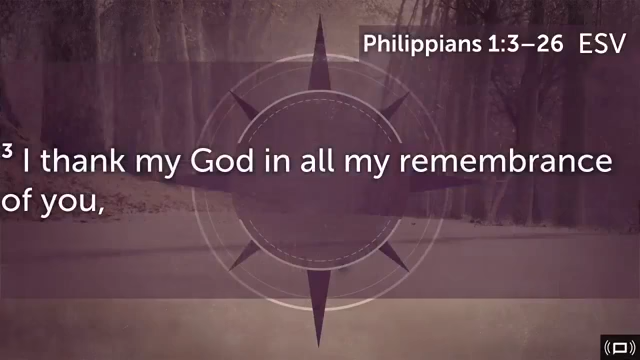 Philippians 1:3–26 ESV
³ I thank my God in all my remembrance
of you,